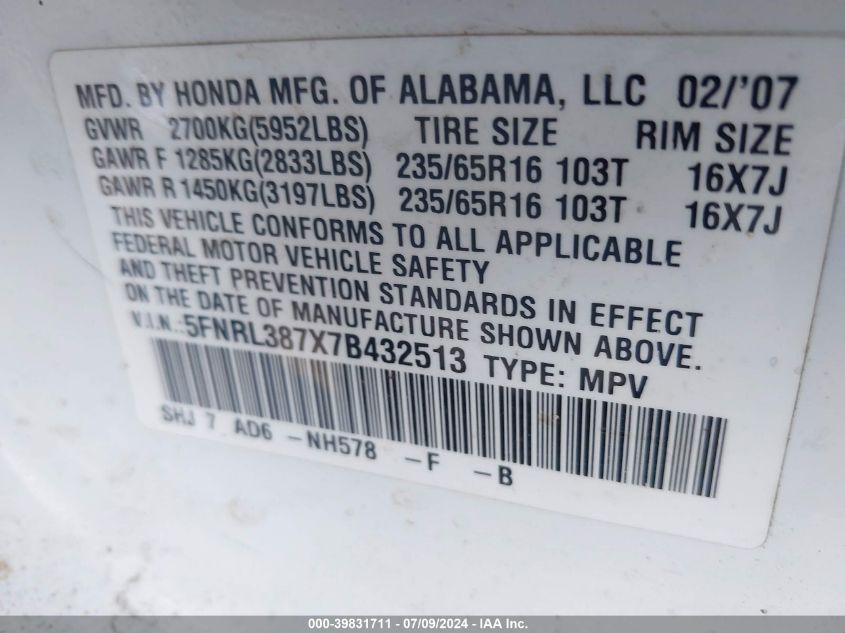 MFD. BY HONDA MFG. OF ALABAMA, LLC 02/'07
GVWR 2700KG(5952LBS) TIRE SIZE RIM SIZE
GAWR F 1285KG(2833LBS) 235/65R16 103T 16X7J
GAWR R 1450KG(3197LBS) 235/65R16 103T 16X7J
THIS VEHICLE CONFORMS TO ALL APPLICABLE
FEDERAL MOTOR VEHICLE SAFETY
AND THEFT PREVENTION STANDARDS IN EFFECT
ON THE DATE OF MANUFACTURE SHOWN ABOVE.
V.I.N.:5FNRL387X7B432513 TYPE: MPV
SHJ 7 AD6 -NH578 -F -B
000-39831711 - 07/09/2024 - IAA, Inc.